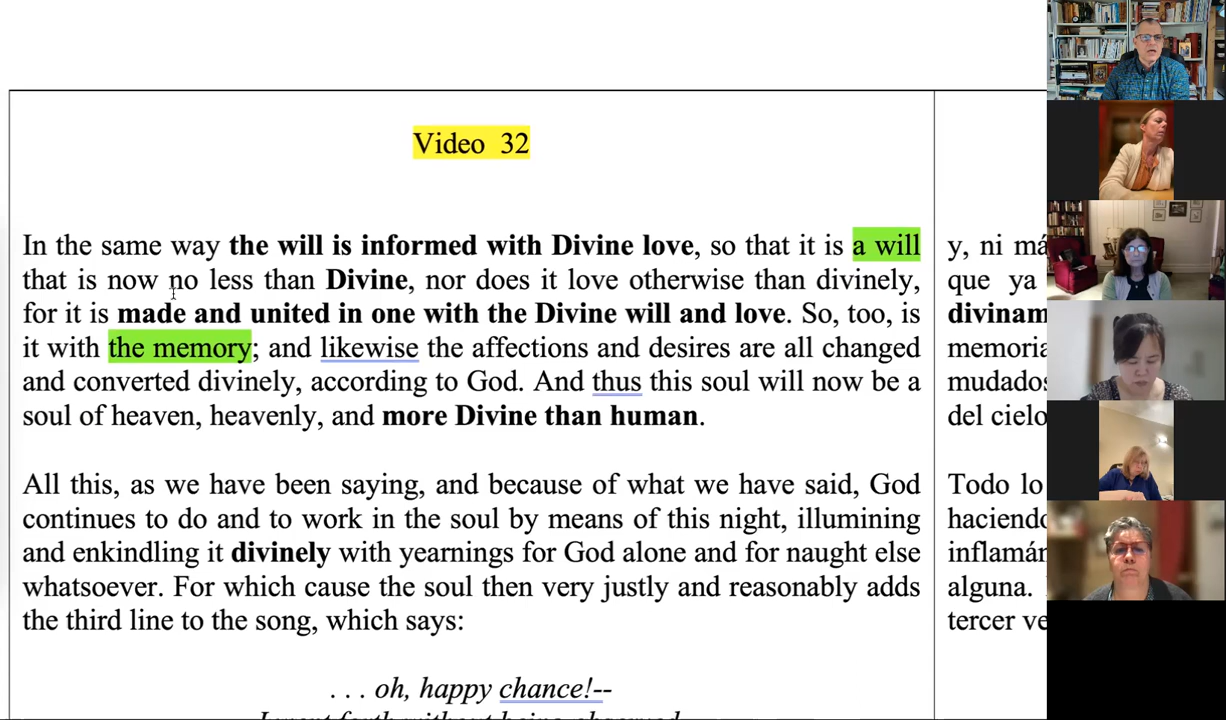 Video 32
In the same way the will is informed with Divine love, so that it is a will
that is now no less than Divine, nor does it love otherwise than divinely,
for it is made and united in one with the Divine will and love. So, too, is
it with the memory; and likewise the affections and desires are all changed
and converted divinely, according to God. And thus this soul will now be a
soul of heaven, heavenly, and more Divine than human.
All this, as we have been saying, and because of what we have said, God
continues to do and to work in the soul by means of this night, illumining
and enkindling it divinely with yearnings for God alone and for naught else
whatsoever. For which cause the soul then very justly and reasonably adds
the third line to the song, which says:
. . . oh, happy chance!--
I went forth without being observed
y, ni má
que ya
divinam
memoria
mudados
del cielo
Todo lo
haciendo
inflamán
alguna.
tercer ve